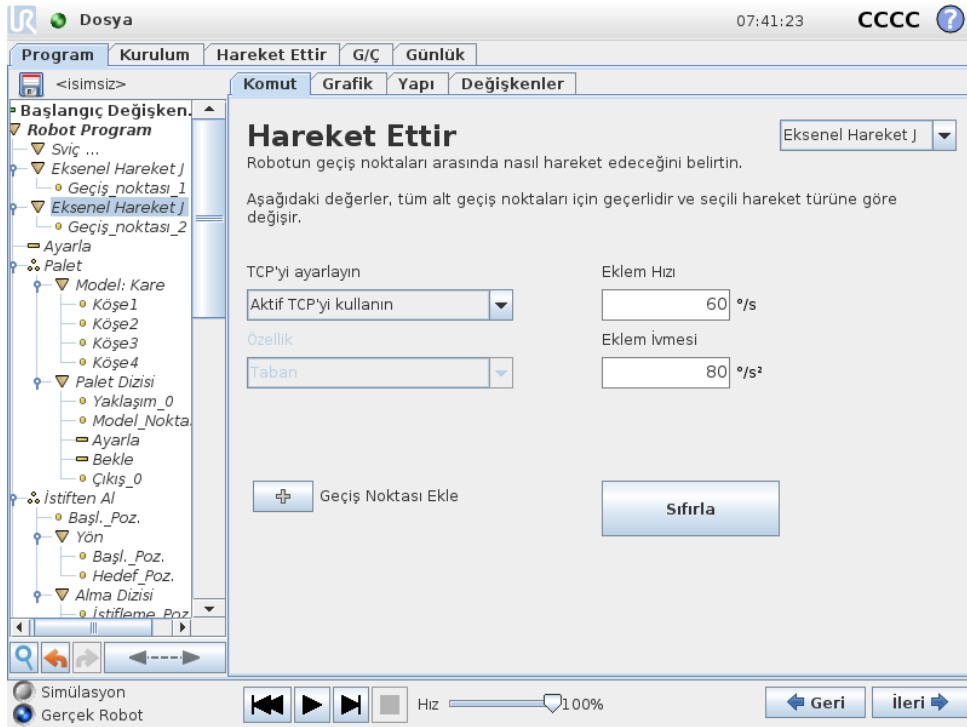 UR Dosya 07:41:23 CCCC ?
Program Kurulum Hareket Ettir G/Ç Günlük
<isimsiz>
Komut Grafik Yapı Değişkenler
Başlangıç Değişken.
Robot Program
Sviç ...
Eksenel Hareket J
Geçiş_noktası_1
Eksenel Hareket J
Geçiş_noktası_2
Ayarla
Palet
Model: Kare
Köşe1
Köşe2
Köşe3
Köşe4
Palet Dizisi
Yaklaşım_0
Model_Nokta
Ayarla
Bekle
Çıkış_0
İstiften Al
Başl._Poz.
Yön
Başl._Poz.
Hedef_Poz.
Alma Dizisi
İstifleme_Poz
Hareket Ettir
Eksenel Hareket J
Robotun geçiş noktaları arasında nasıl hareket edeceğini belirtin.
Aşağıdaki değerler, tüm alt geçiş noktaları için geçerlidir ve seçili hareket türüne göre
değişir.
TCP'yi ayarlayın
Aktif TCP'yi kullanın
Özellik
Taban
Eklem Hızı
60 °/s
Eklem İvmesi
80 °/s²
Geçiş Noktası Ekle
Sıfırla
Simülasyon
Gerçek Robot
Hız 100%
Geri İleri